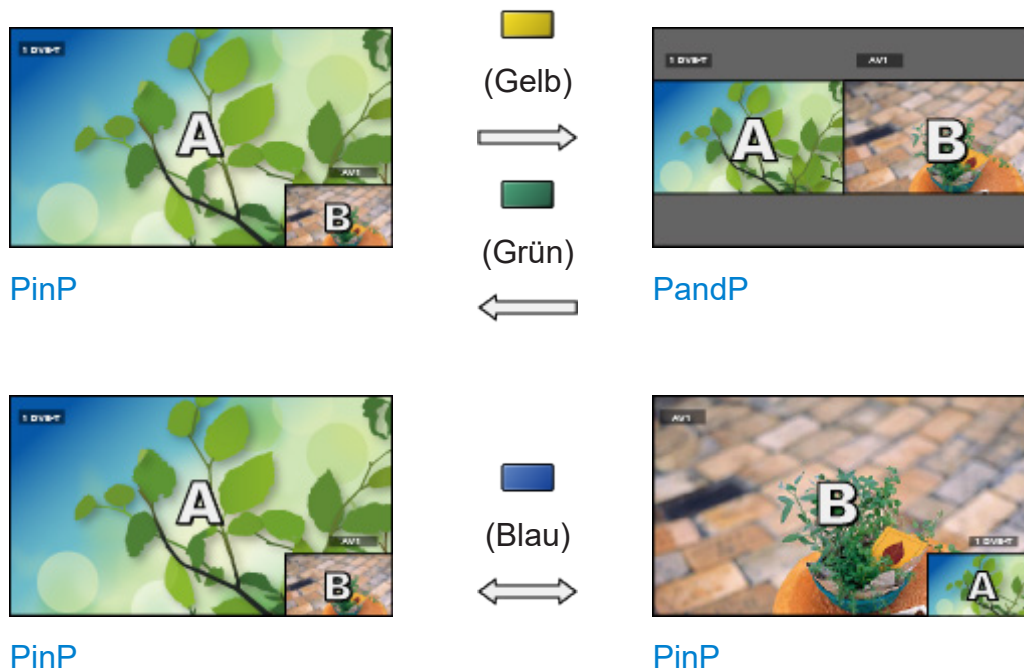 1 DVB-T
A
AV1
B
PinP
(Gelb)
(Grün)
1 DVB-T
AV1
A
B
PandP
1 DVB-T
A
AV1
B
PinP
(Blau)
AV1
B
1 DVB-T
A
PinP